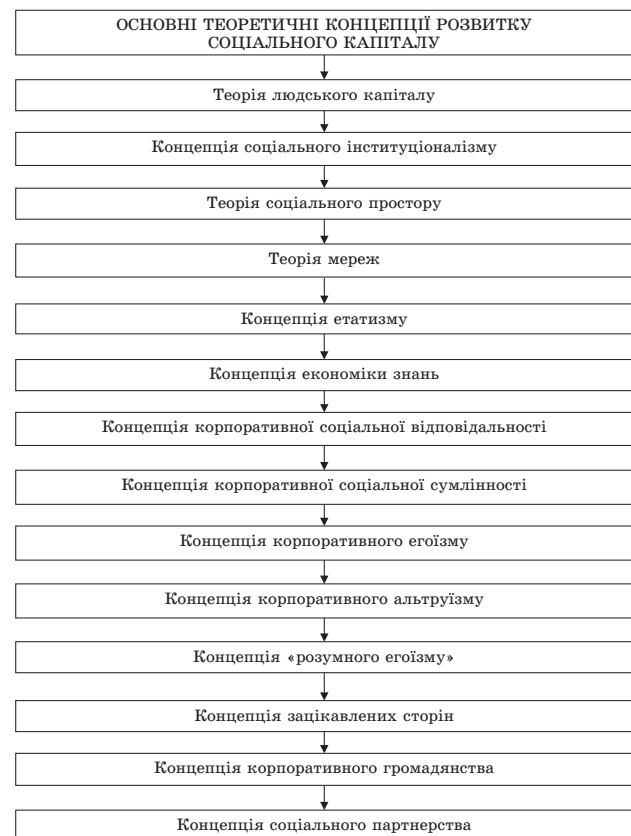 ОСНОВНІ ТЕОРЕТИЧНІ КОНЦЕПЦІЇ РОЗВИТКУ
СОЦІАЛЬНОГО КАПІТАЛУ
Теорія людського капіталу
Концепція соціального інституціоналізму
Теорія соціального простору
Теорія мереж
Концепція етатизму
Концепція економіки знань
Концепція корпоративної соціальної відповідальності
Концепція корпоративної соціальної сумлінності
Концепція корпоративного егоїзму
Концепція корпоративного альтруїзму
Концепція «розумного егоїзму»
Концепція зацікавлених сторін
Концепція корпоративного громадянства
Концепція соціального партнерства